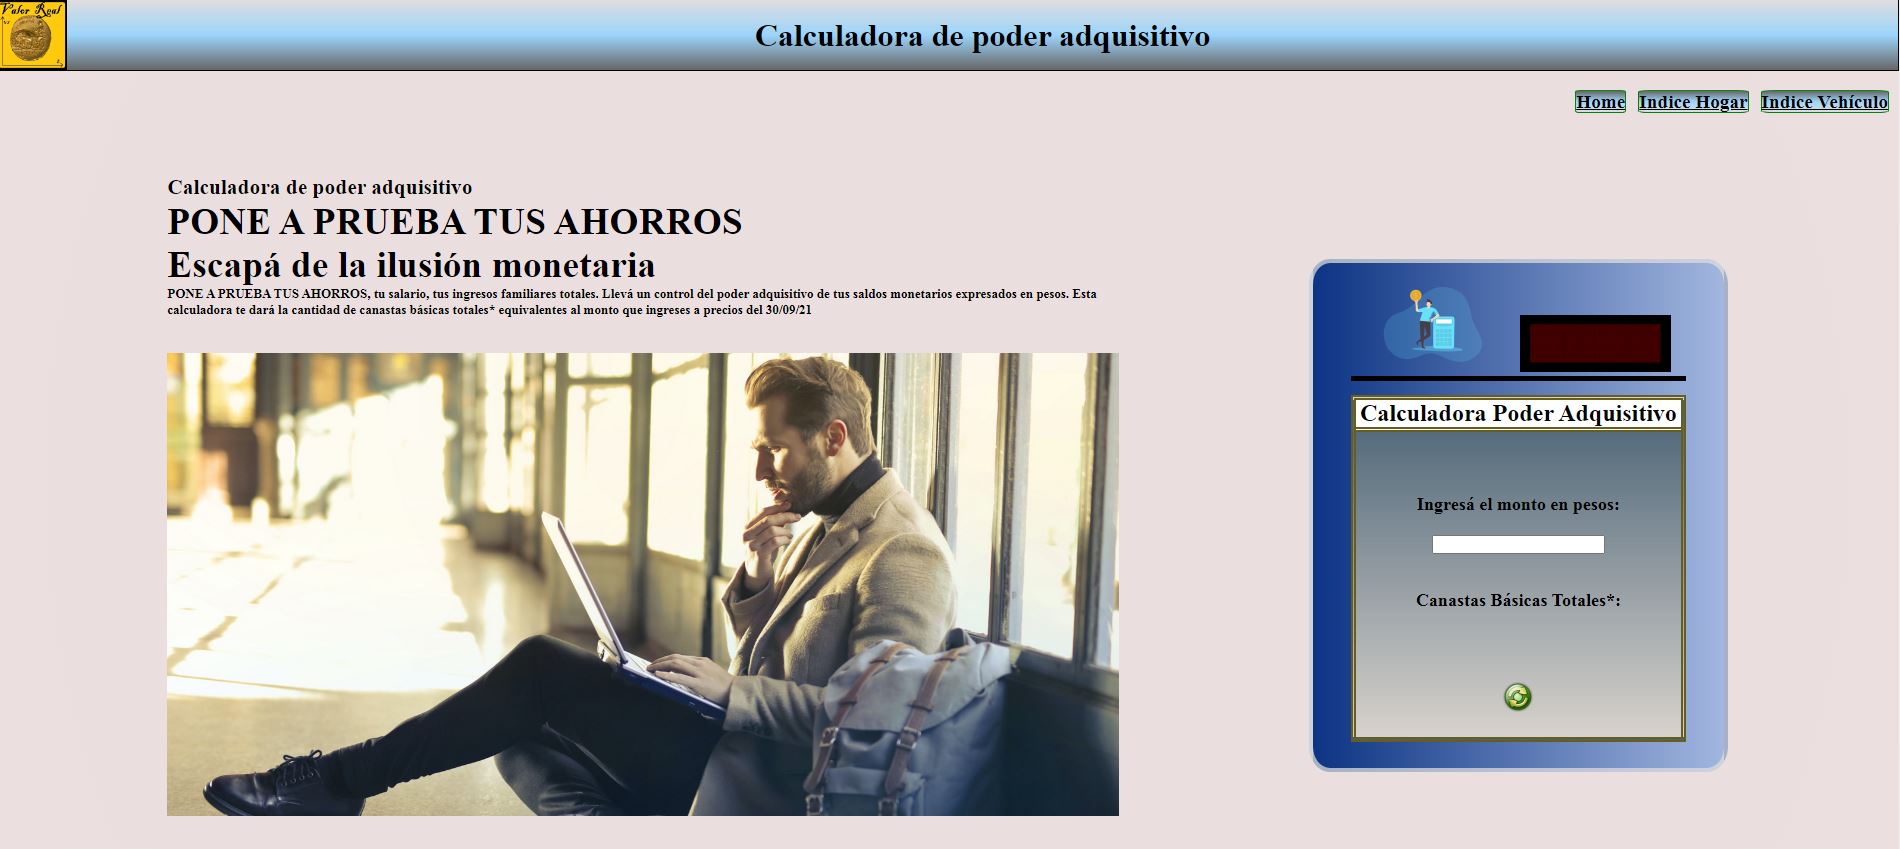 Valor Real
Calculadora de poder adquisitivo
Home Indice Hogar Indice Vehículo
Calculadora de poder adquisitivo
PONE A PRUEBA TUS AHORROS
Escapá de la ilusión monetaria
PONE A PRUEBA TUS AHORROS, tu salario, tus ingresos familiares totales. Llevá un control del poder adquisitivo de tus saldos monetarios expresados en pesos. Esta
calculadora te dará la cantidad de canastas básicas totales* equivalentes al monto que ingreses a precios del 30/09/21
Calculadora Poder Adquisitivo
Ingresá el monto en pesos:
Canastas Básicas Totales*: